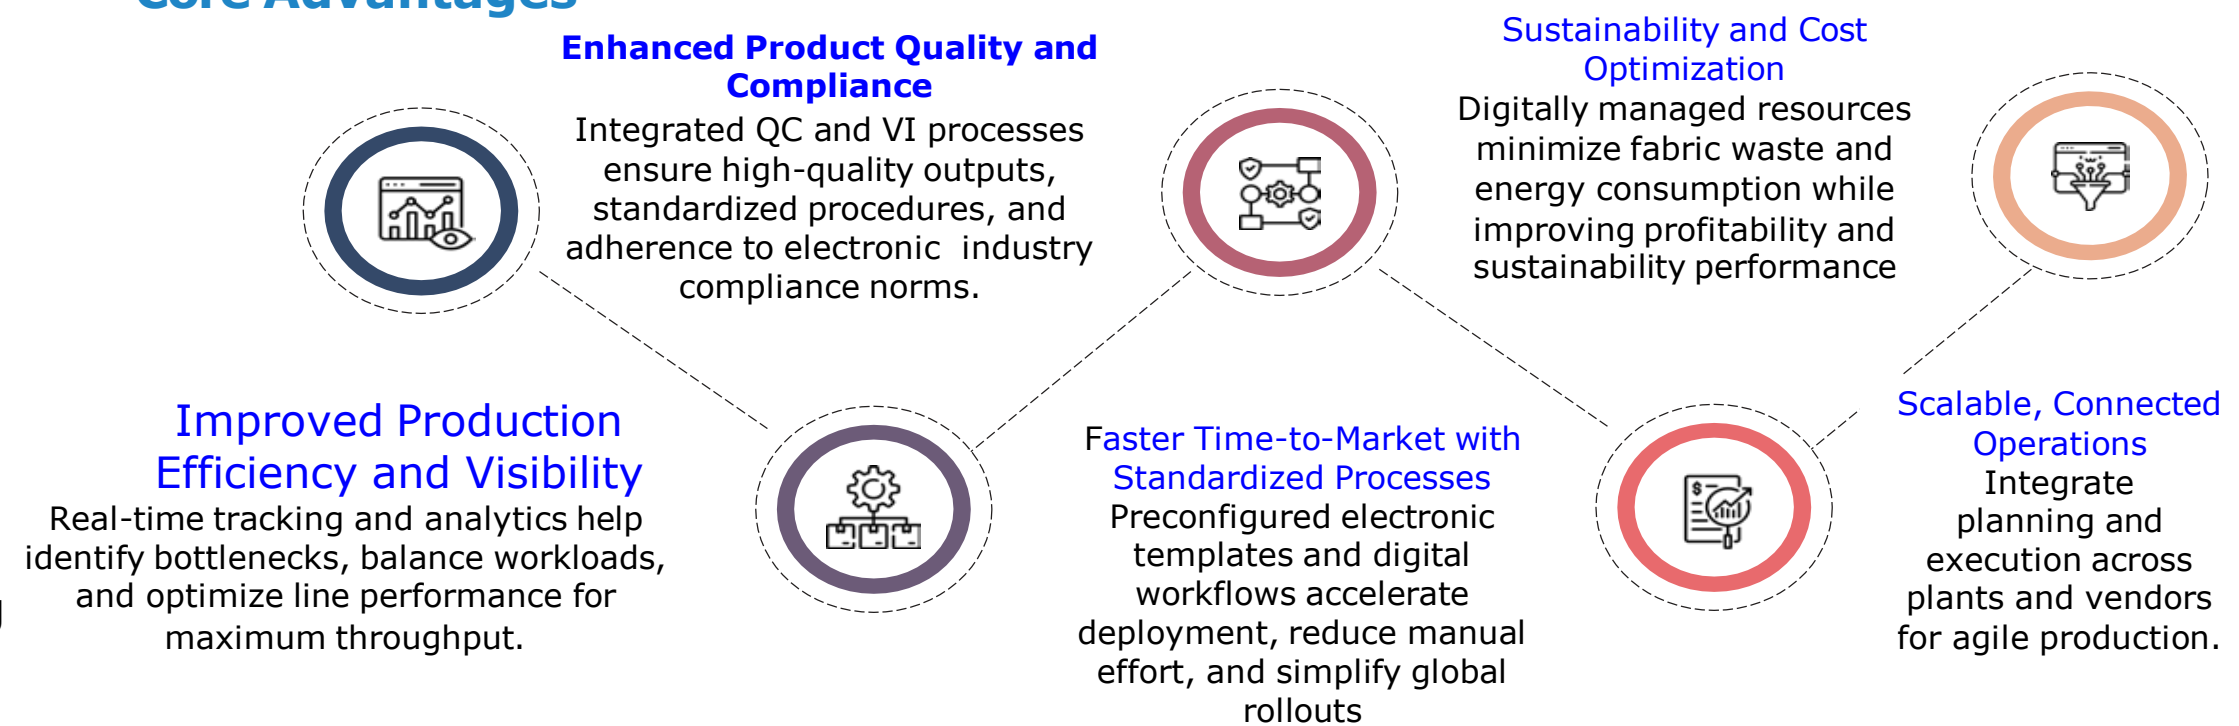 Core Advantages
Enhanced Product Quality and
Compliance
Integrated QC and VI processes
ensure high-quality outputs,
standardized procedures, and
adherence to electronic  industry
compliance norms.
Sustainability and Cost
Optimization
Digitally managed resources
minimize fabric waste and
energy consumption while
improving profitability and
sustainability performance
Improved Production
Efficiency and Visibility
Real-time tracking and analytics help
identify bottlenecks, balance workloads,
and optimize line performance for
maximum throughput.
Faster Time-to-Market with
Standardized Processes
Preconfigured electronic
templates and digital
workflows accelerate
deployment, reduce manual
effort, and simplify global
rollouts
Scalable, Connected
Operations
Integrate
planning and
execution across
plants and vendors
for agile production.